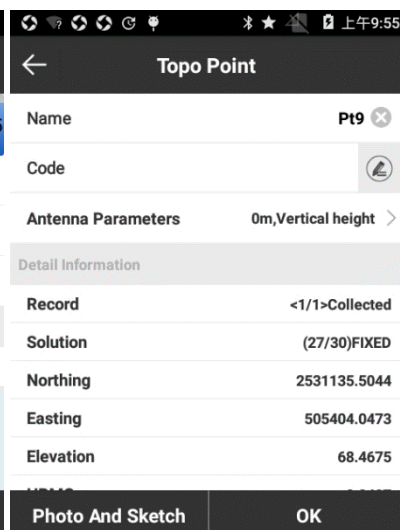 上午9:55
Topo Point
Name Pt9
Code
Antenna Parameters 0m,Vertical height
Detail Information
Record <1/1>Collected
Solution (27/30)FIXED
Northing 2531135.5044
Easting 505404.0473
Elevation 68.4675
Photo And Sketch OK